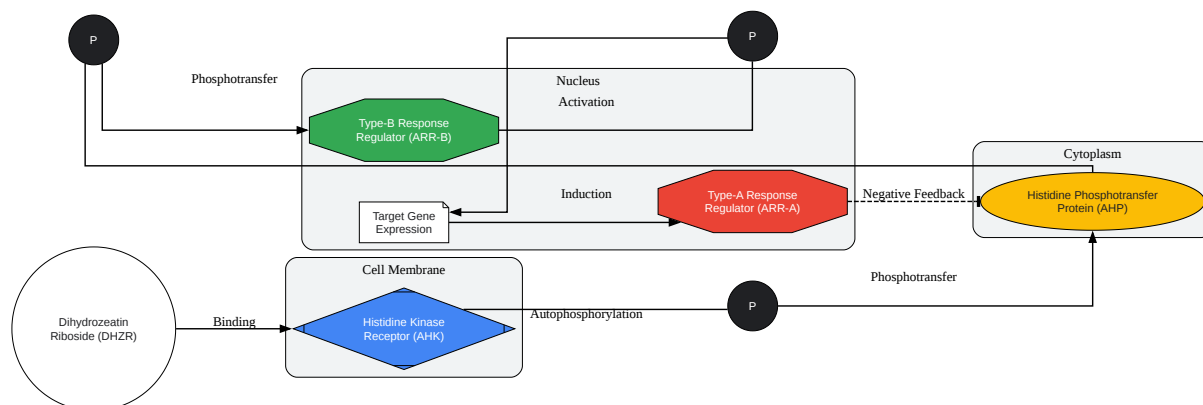 P
P
Phosphotransfer
Nucleus
Activation
Type-B Response
Regulator (ARR-B)
Cytoplasm
Induction
Type-A Response
Regulator (ARR-A)
Negative Feedback
Histidine Phosphotransfer
Protein (AHP)
Target Gene
Expression
Cell Membrane
Phosphotransfer
P
Autophosphorylation
Dihydrozeatin
Riboside (DHZR)
Binding
Histidine Kinase
Receptor (AHK)